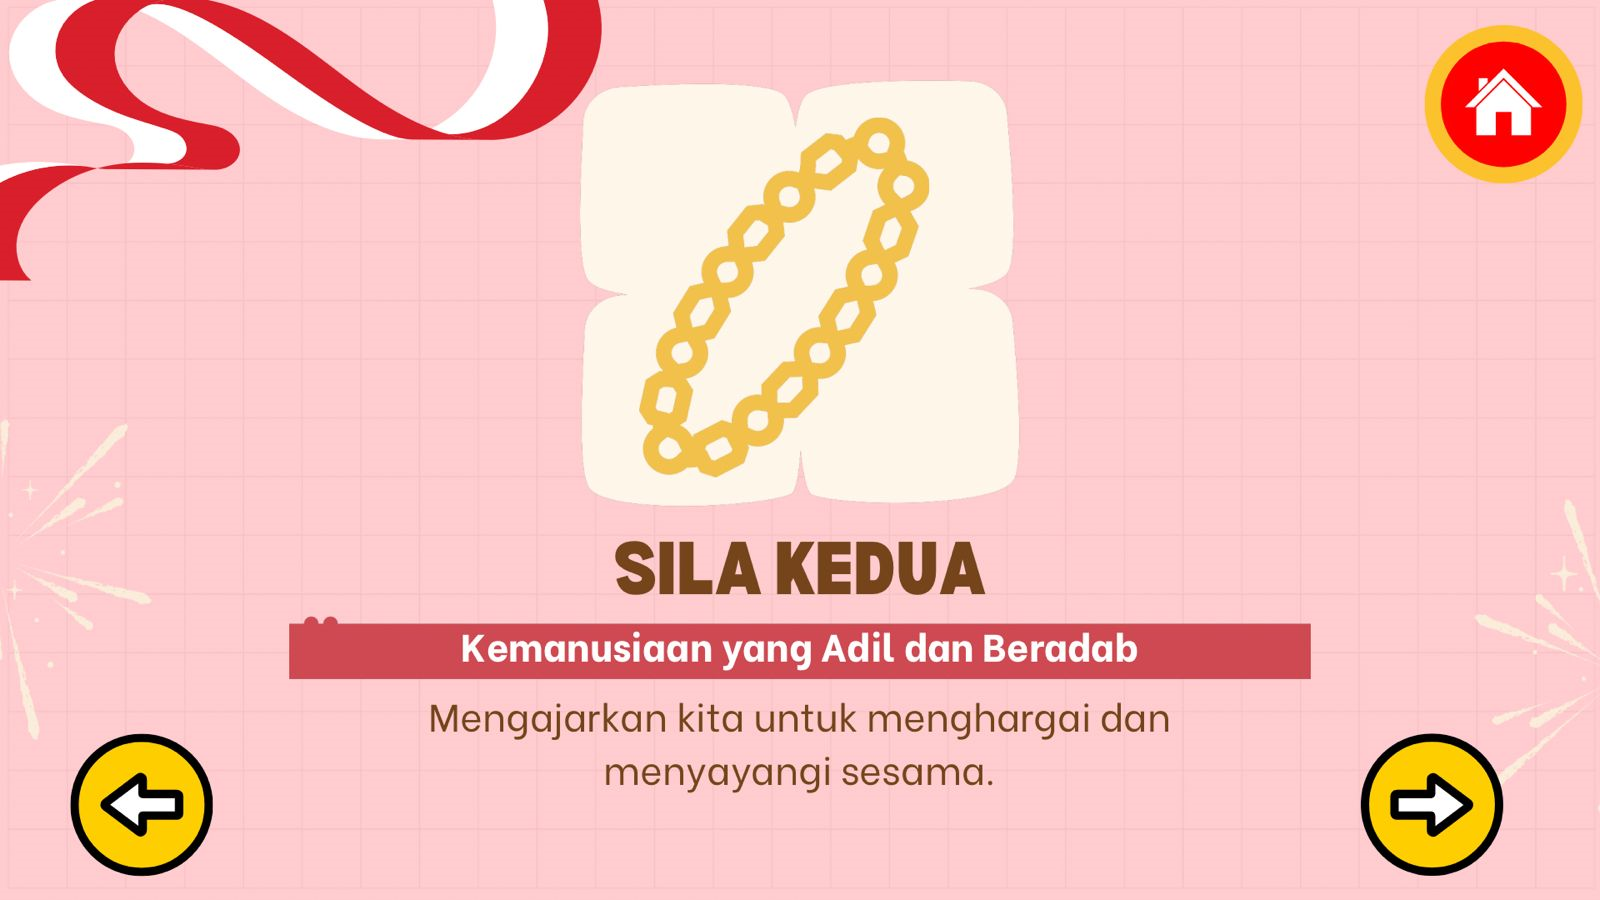 SILA KEDUA
Kemanusiaan yang Adil dan Beradab
Mengajarkan kita untuk menghargai dan
menyayangi sesama.